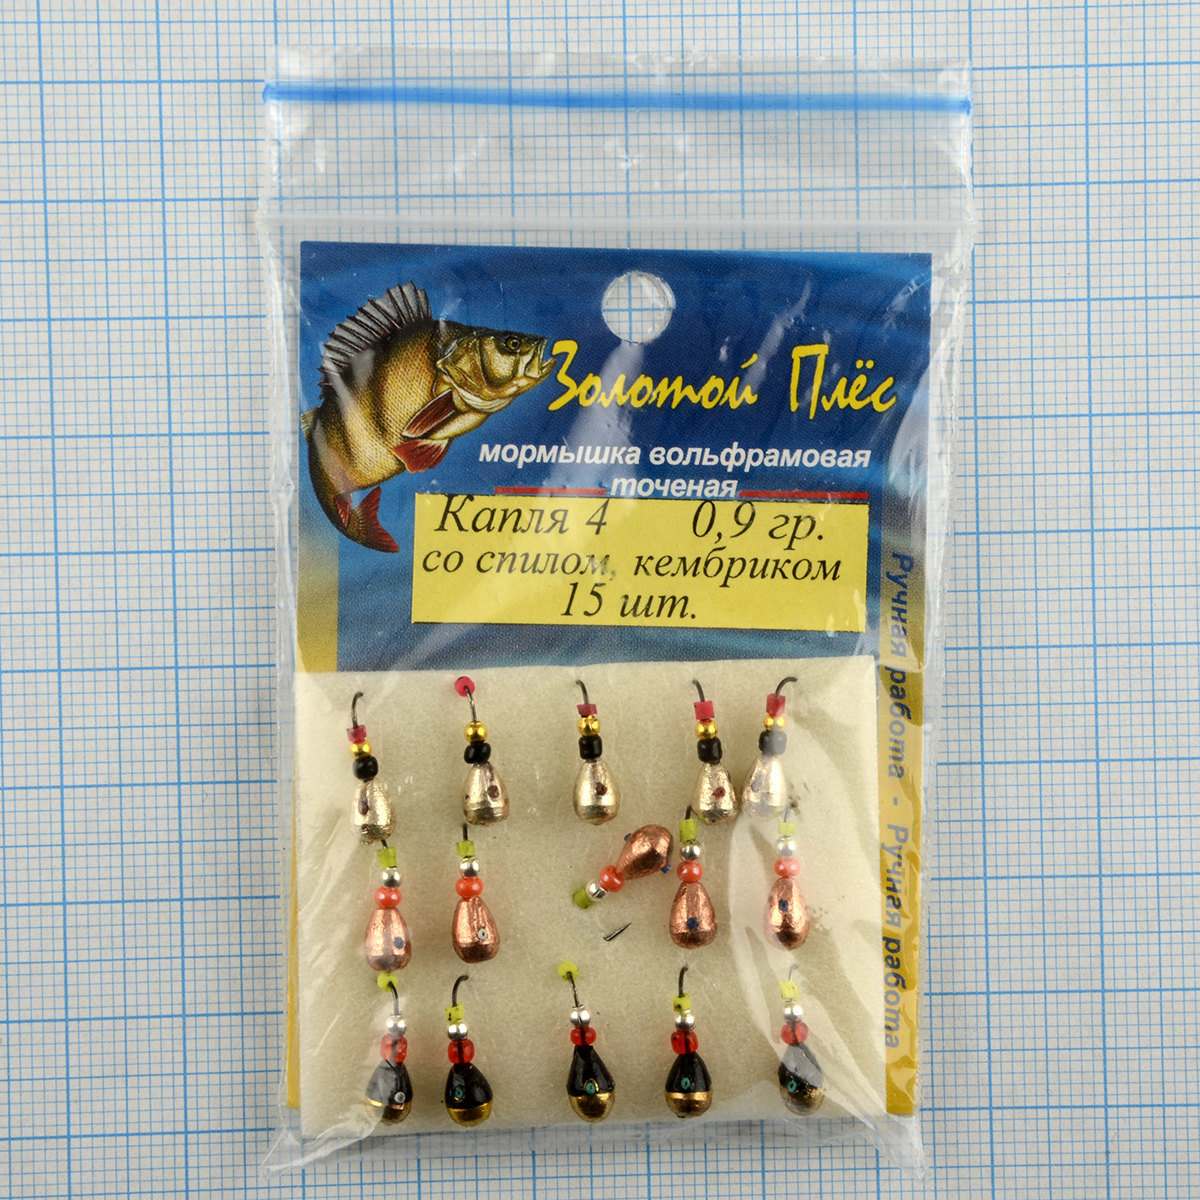 Золотой Плёс
мормышка вольфрамовая
точеная
Капля 4 0,9 гр.
со спилом, кембриком
15 шт.
Ручная работа - Ручная работа